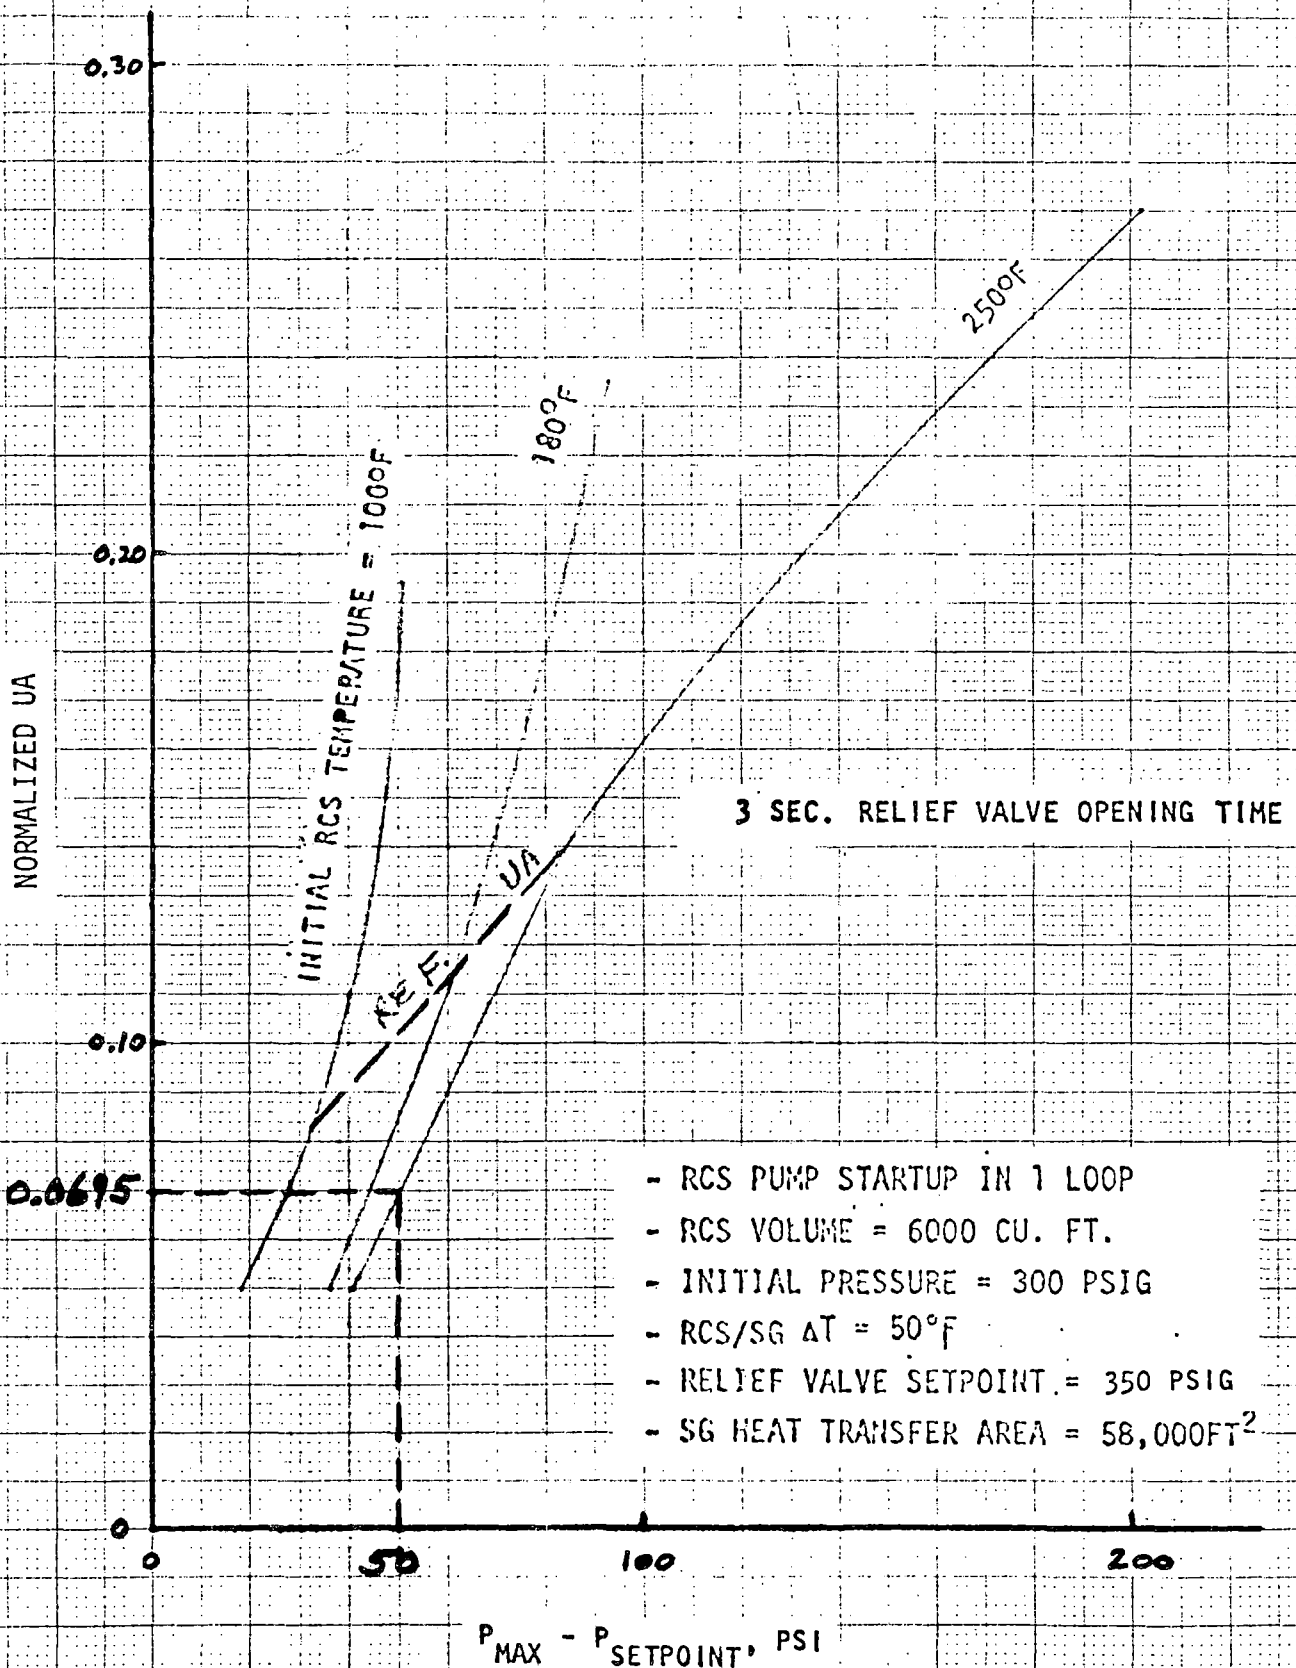 0.30
250°F
180°F
INITIAL RCS TEMPERATURE = 100°F
0.20
NORMALIZED UA
3 SEC. RELIEF VALVE OPENING TIME
REF. UA
0.10
0.0695
- RCS PUMP STARTUP IN 1 LOOP
- RCS VOLUME = 6000 CU. FT.
- INITIAL PRESSURE = 300 PSIG
- RCS/SG ΔT = 50°F
- RELIEF VALVE SETPOINT = 350 PSIG
- SG HEAT TRANSFER AREA = 58,000FT²
0
0 50 100 200
P_MAX - P_SETPOINT, PSI